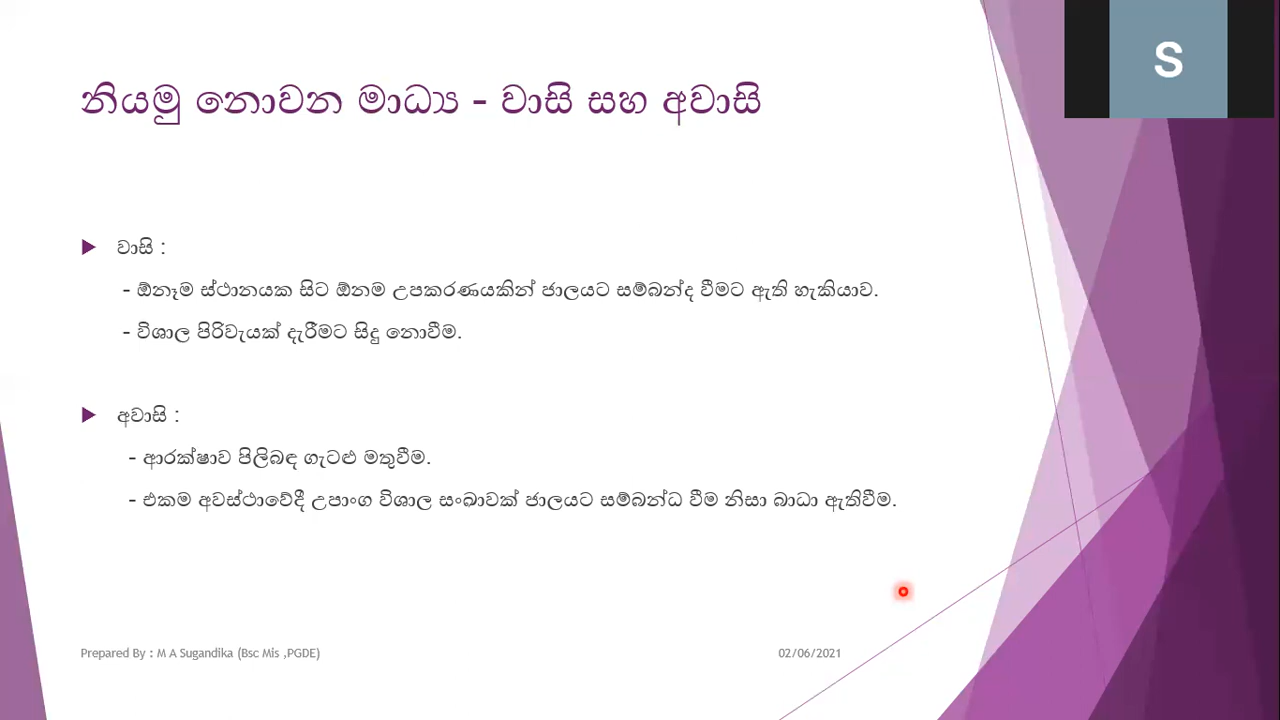 S
නියමු නොවන මාධ්‍ය - වාසි සහ අවාසි
වාසි :
- ඕනෑම ස්ථානයක සිට ඕනම උපකරණයකින් ජාලයට සම්බන්ද වීමට ඇති හැකියාව.
- විශාල පිරිවැයක් දැරීමට සිදු නොවීම.
අවාසි :
- ආරක්ෂාව පිලිබඳ ගැටළු මතුවීම.
- එකම අවස්ථාවේදී උපාංග විශාල සංඛාවක් ජාලයට සම්බන්ධ වීම නිසා බාධා ඇතිවීම.
Prepared By : M A Sugandika (Bsc Mis ,PGDE)
02/06/2021